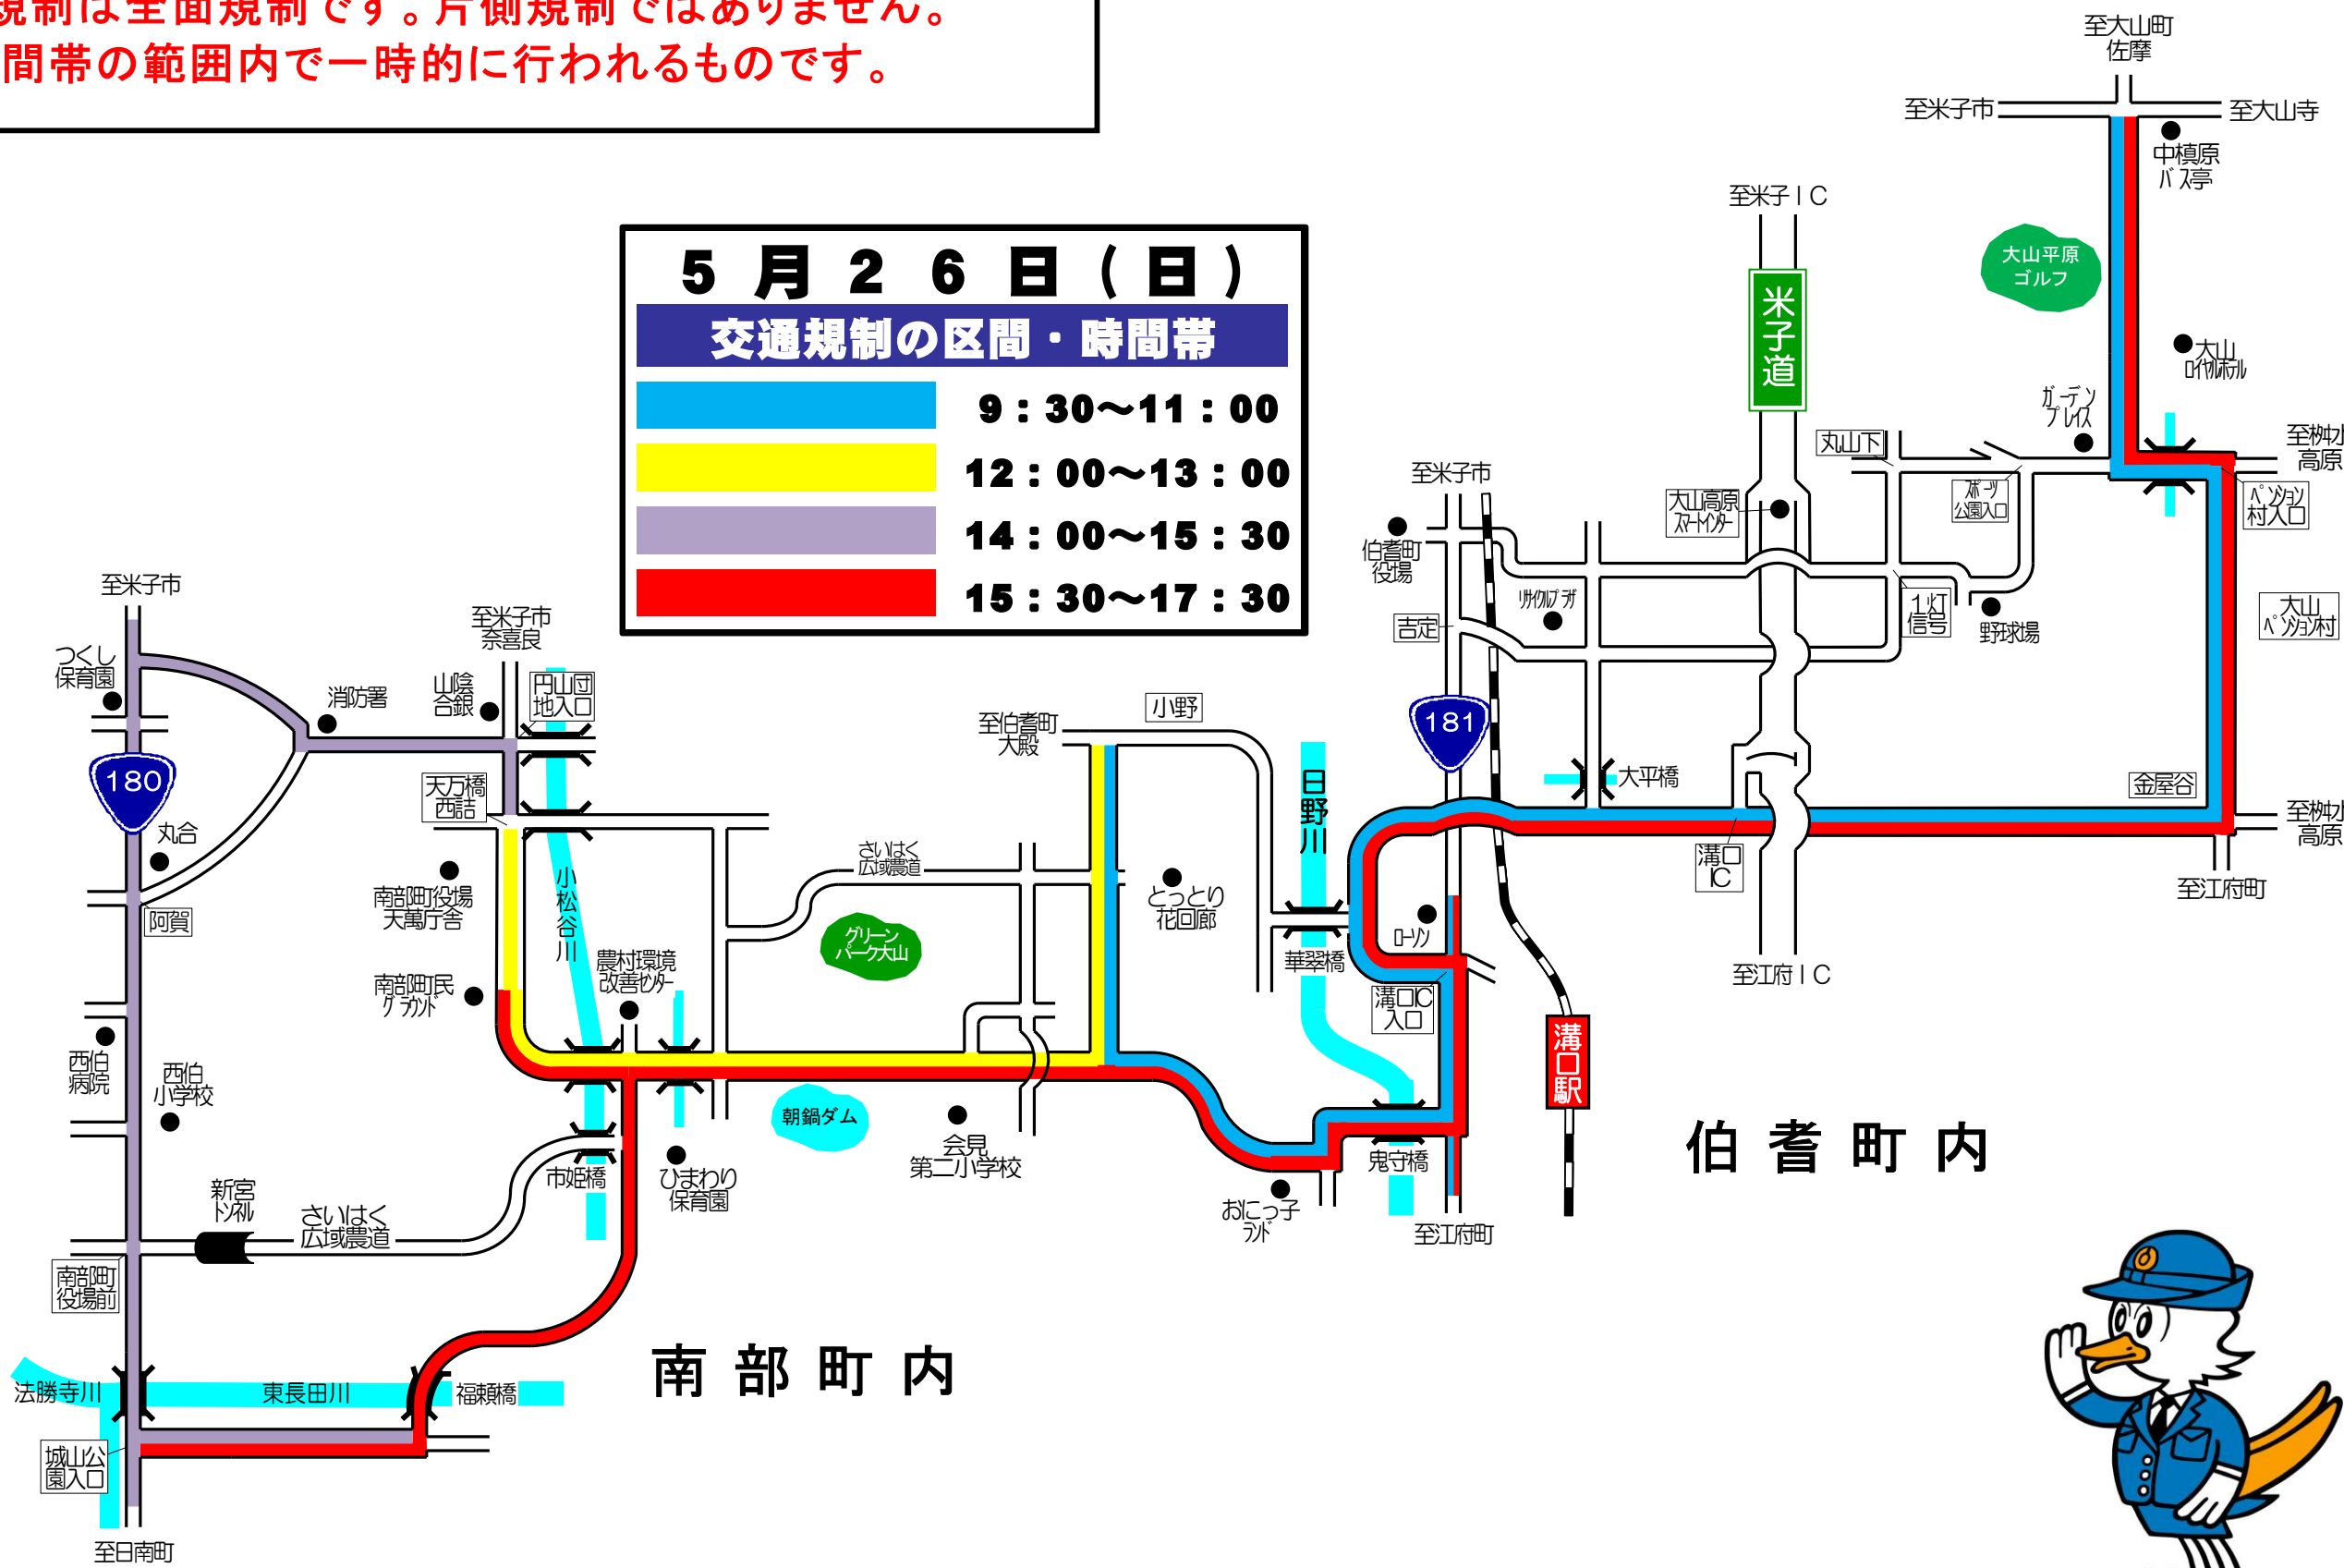 規制は全面規制です。片側規制ではありません。
間帯の範囲内で一時的に行われるものです。
至大山町
佐摩
至米子市
至大山寺
中槙原
バス亭
至米子IC
大山平原
ゴルフ
5月26日(日)
交通規制の区間・時間帯
9:30～11:00
12:00～13:00
14:00～15:30
15:30～17:30
米子道
大山
ロイヤルホテル
ガーデン
プレイス
丸山下
至桝水
高原
至米子市
大山高原
スマートインター
スポーツ
公園入口
ペンション
村入口
伯耆町
役場
リサイクルプラザ
吉定
1灯
信号
野球場
大山
ペンション村
至米子市
至米子市
奈喜良
つくし
保育園
消防署
山陰
合銀
円山団
地入口
小野
至伯耆町
大殿
181
180
日野川
大平橋
金屋谷
天万橋
西詰
丸合
至桝水
高原
さいはく
広域農道
溝口
IC
小松谷川
南部町役場
天萬庁舎
とっとり
花回廊
至江府町
阿賀
グリーン
パーク大山
ローソン
農村環境
改善センター
華翠橋
至江府IC
南部町民
グラウンド
溝口IC
入口
溝口駅
西伯
病院
西伯
小学校
朝鍋ダム
会見
第二小学校
鬼守橋
伯耆町内
市姫橋
ひまわり
保育園
新宮
トンネル
さいはく
広域農道
おにっ子
ランド
至江府町
南部町
役場前
南部町内
法勝寺川
東長田川
福頼橋
城山公
園入口
至日南町